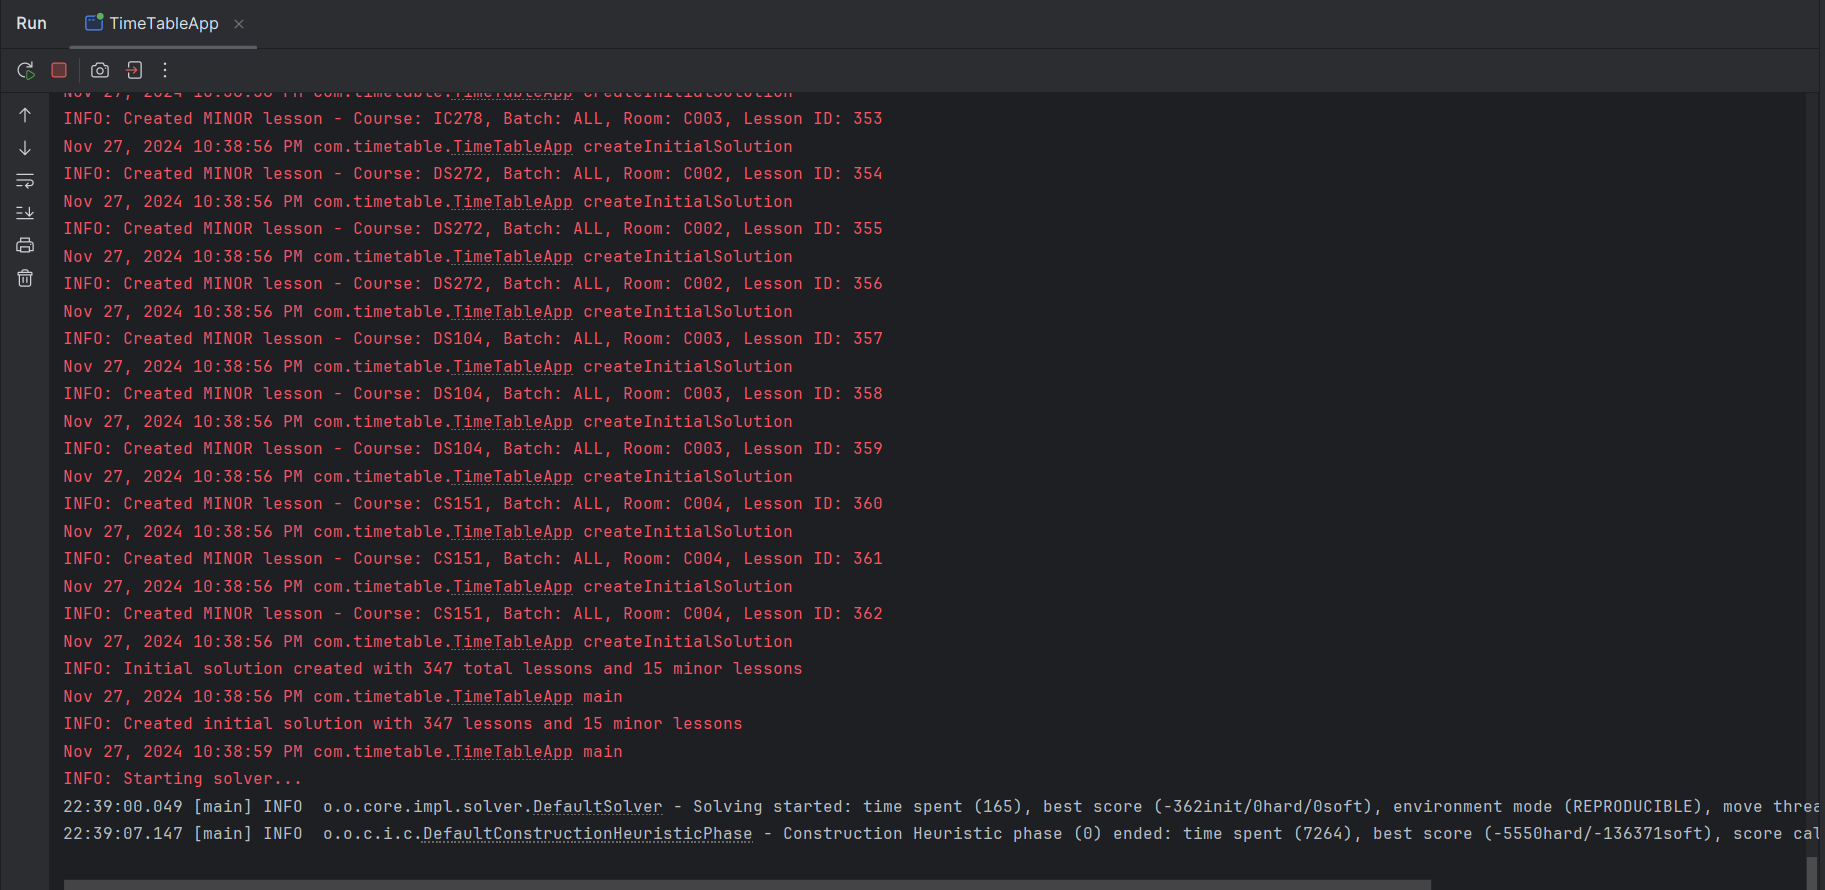 Run
TimeTableApp
Nov 27, 2024 10:38:56 PM com.timetable.TimeTableApp createInitialSolution
INFO: Created MINOR lesson - Course: IC278, Batch: ALL, Room: C003, Lesson ID: 353
Nov 27, 2024 10:38:56 PM com.timetable.TimeTableApp createInitialSolution
INFO: Created MINOR lesson - Course: DS272, Batch: ALL, Room: C002, Lesson ID: 354
Nov 27, 2024 10:38:56 PM com.timetable.TimeTableApp createInitialSolution
INFO: Created MINOR lesson - Course: DS272, Batch: ALL, Room: C002, Lesson ID: 355
Nov 27, 2024 10:38:56 PM com.timetable.TimeTableApp createInitialSolution
INFO: Created MINOR lesson - Course: DS272, Batch: ALL, Room: C002, Lesson ID: 356
Nov 27, 2024 10:38:56 PM com.timetable.TimeTableApp createInitialSolution
INFO: Created MINOR lesson - Course: DS104, Batch: ALL, Room: C003, Lesson ID: 357
Nov 27, 2024 10:38:56 PM com.timetable.TimeTableApp createInitialSolution
INFO: Created MINOR lesson - Course: DS104, Batch: ALL, Room: C003, Lesson ID: 358
Nov 27, 2024 10:38:56 PM com.timetable.TimeTableApp createInitialSolution
INFO: Created MINOR lesson - Course: DS104, Batch: ALL, Room: C003, Lesson ID: 359
Nov 27, 2024 10:38:56 PM com.timetable.TimeTableApp createInitialSolution
INFO: Created MINOR lesson - Course: CS151, Batch: ALL, Room: C004, Lesson ID: 360
Nov 27, 2024 10:38:56 PM com.timetable.TimeTableApp createInitialSolution
INFO: Created MINOR lesson - Course: CS151, Batch: ALL, Room: C004, Lesson ID: 361
Nov 27, 2024 10:38:56 PM com.timetable.TimeTableApp createInitialSolution
INFO: Created MINOR lesson - Course: CS151, Batch: ALL, Room: C004, Lesson ID: 362
Nov 27, 2024 10:38:56 PM com.timetable.TimeTableApp createInitialSolution
INFO: Initial solution created with 347 total lessons and 15 minor lessons
Nov 27, 2024 10:38:56 PM com.timetable.TimeTableApp main
INFO: Created initial solution with 347 lessons and 15 minor lessons
Nov 27, 2024 10:38:59 PM com.timetable.TimeTableApp main
INFO: Starting solver...
22:39:00.049 [main] INFO  o.o.core.impl.solver.DefaultSolver - Solving started: time spent (165), best score (-362init/0hard/0soft), environment mode (REPRODUCIBLE), move threa
22:39:07.147 [main] INFO  o.o.c.i.c.DefaultConstructionHeuristicPhase - Construction Heuristic phase (0) ended: time spent (7264), best score (-5550hard/-136371soft), score cal